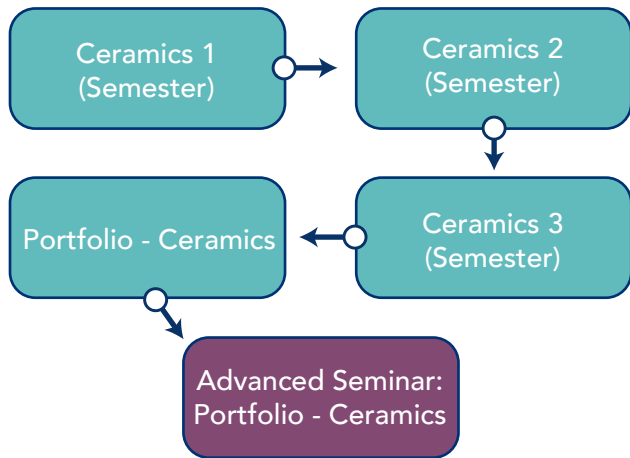 Ceramics 1
(Semester)
Ceramics 2
(Semester)
Ceramics 3
(Semester)
Portfolio - Ceramics
Advanced Seminar:
Portfolio - Ceramics